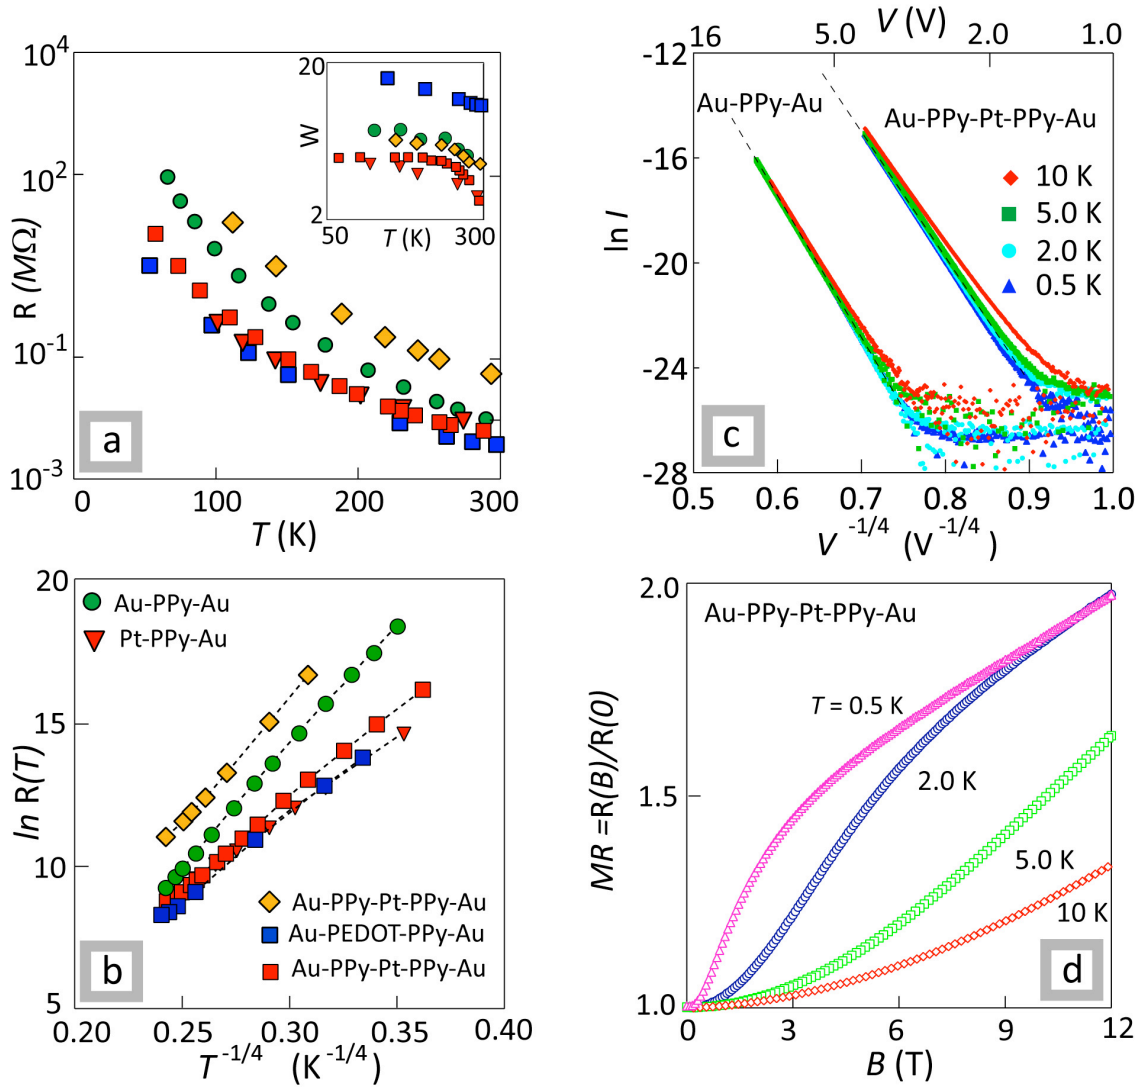 10⁴
10²
10⁻¹
10⁻³
R (MΩ)
0
100
200
300
T (K)
a
20
W
2
50
T (K)
300
16
5.0
V (V)
2.0
1.0
-12
-16
-20
-24
-28
ln I
Au-PPy-Au
Au-PPy-Pt-PPy-Au
10 K
5.0 K
2.0 K
0.5 K
c
0.5
0.6
0.7
0.8
0.9
1.0
V ⁻¹/⁴ (V⁻¹/⁴)
20
15
10
5
ln R(T)
Au-PPy-Au
Pt-PPy-Au
Au-PPy-Pt-PPy-Au
Au-PEDOT-PPy-Au
Au-PPy-Pt-PPy-Au
b
0.20
0.25
0.30
0.35
0.40
T ⁻¹/⁴ (K⁻¹/⁴)
2.0
1.5
1.0
MR =R(B)/R(0)
Au-PPy-Pt-PPy-Au
T = 0.5 K
2.0 K
5.0 K
10 K
d
0
3
6
9
12
B (T)